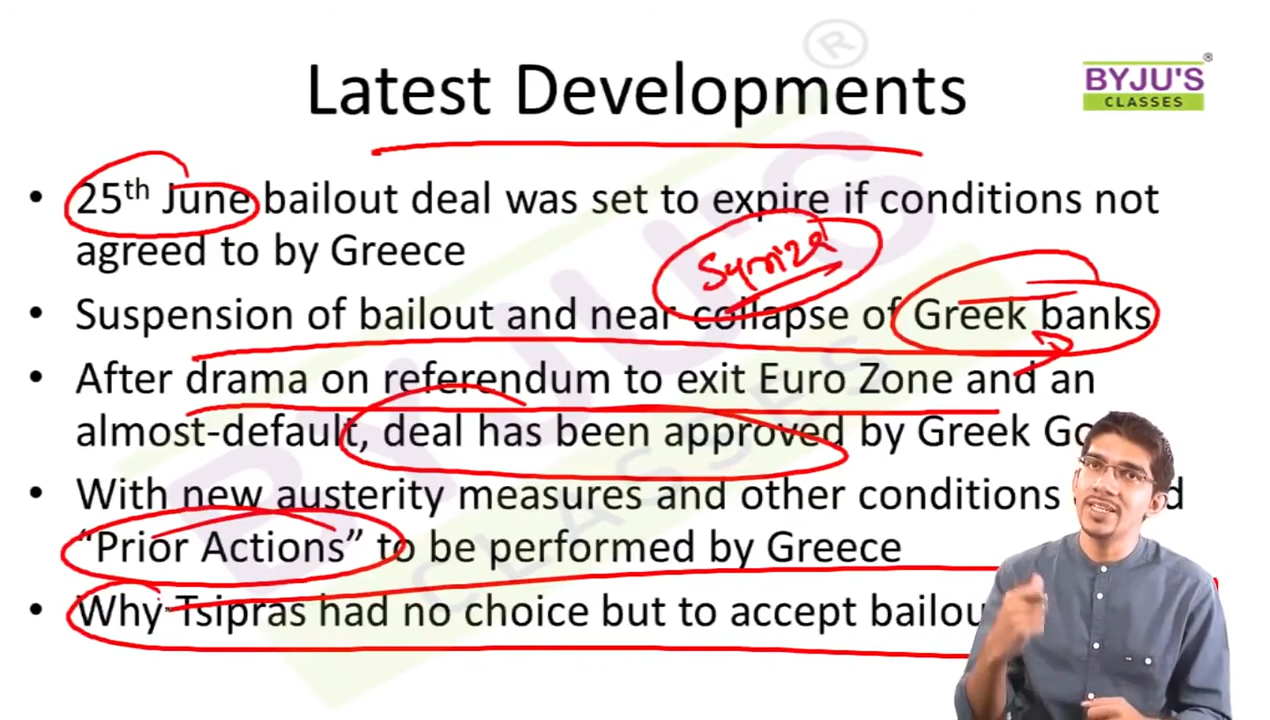 Latest Developments
BYJU'S
CLASSES
• 25th June bailout deal was set to expire if conditions not
agreed to by Greece
Syriza
• Suspension of bailout and near collapse of Greek banks
• After drama on referendum to exit Euro Zone and an
almost-default, deal has been approved by Greek Go
• With new austerity measures and other conditions
“Prior Actions” to be performed by Greece
• Why Tsipras had no choice but to accept bailou
BYJU'S
CLASSES